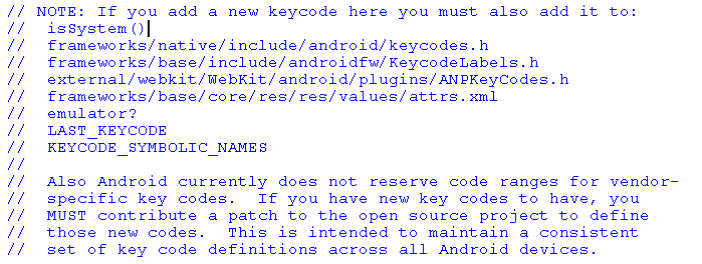 // NOTE: If you add a new keycode here you must also add it to:
//  isSystem()
//  frameworks/native/include/android/keycodes.h
//  frameworks/base/include/androidfw/KeycodeLabels.h
//  external/webkit/WebKit/android/plugins/ANPKeyCodes.h
//  frameworks/base/core/res/res/values/attrs.xml
//  emulator?
//  LAST_KEYCODE
//  KEYCODE_SYMBOLIC_NAMES
//
//  Also Android currently does not reserve code ranges for vendor-
//  specific key codes.  If you have new key codes to have, you
//  MUST contribute a patch to the open source project to define
//  those new codes.  This is intended to maintain a consistent
//  set of key code definitions across all Android devices.